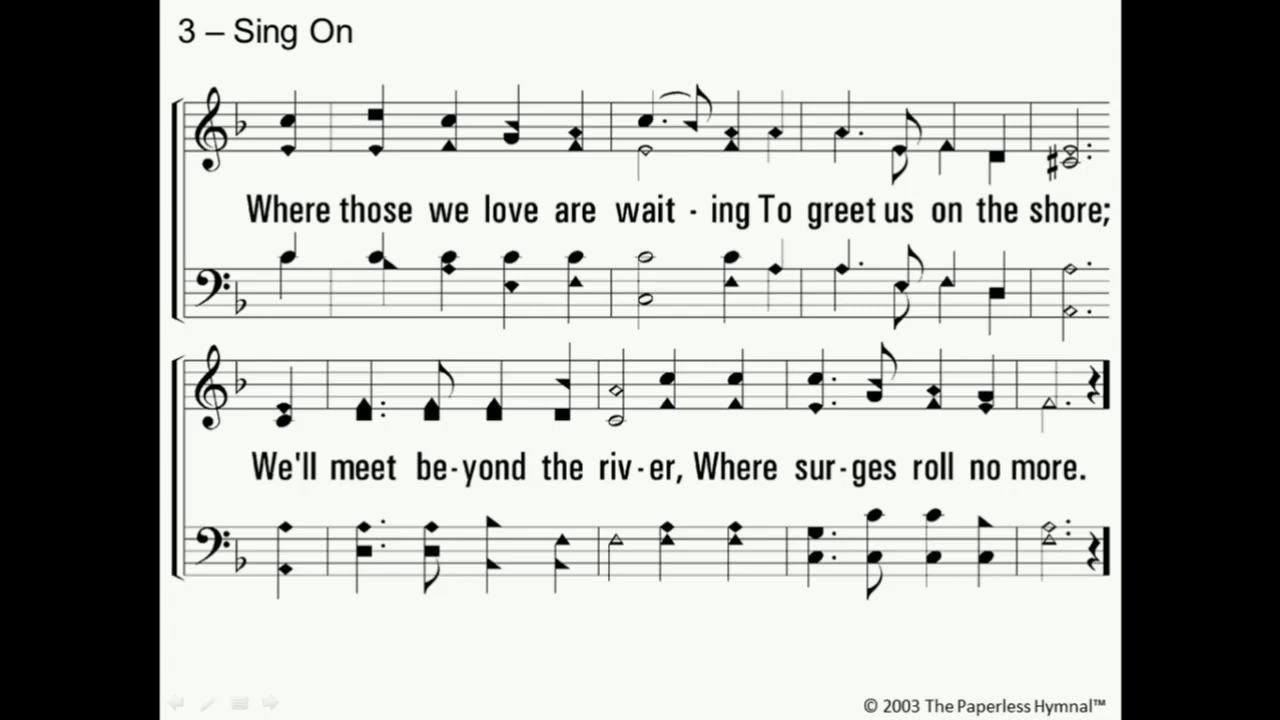 3 – Sing On
Where those we love are wait - ing To greet us on the shore;
We'll meet be-yond the riv-er, Where sur-ges roll no more.
© 2003 The Paperless Hymnal™